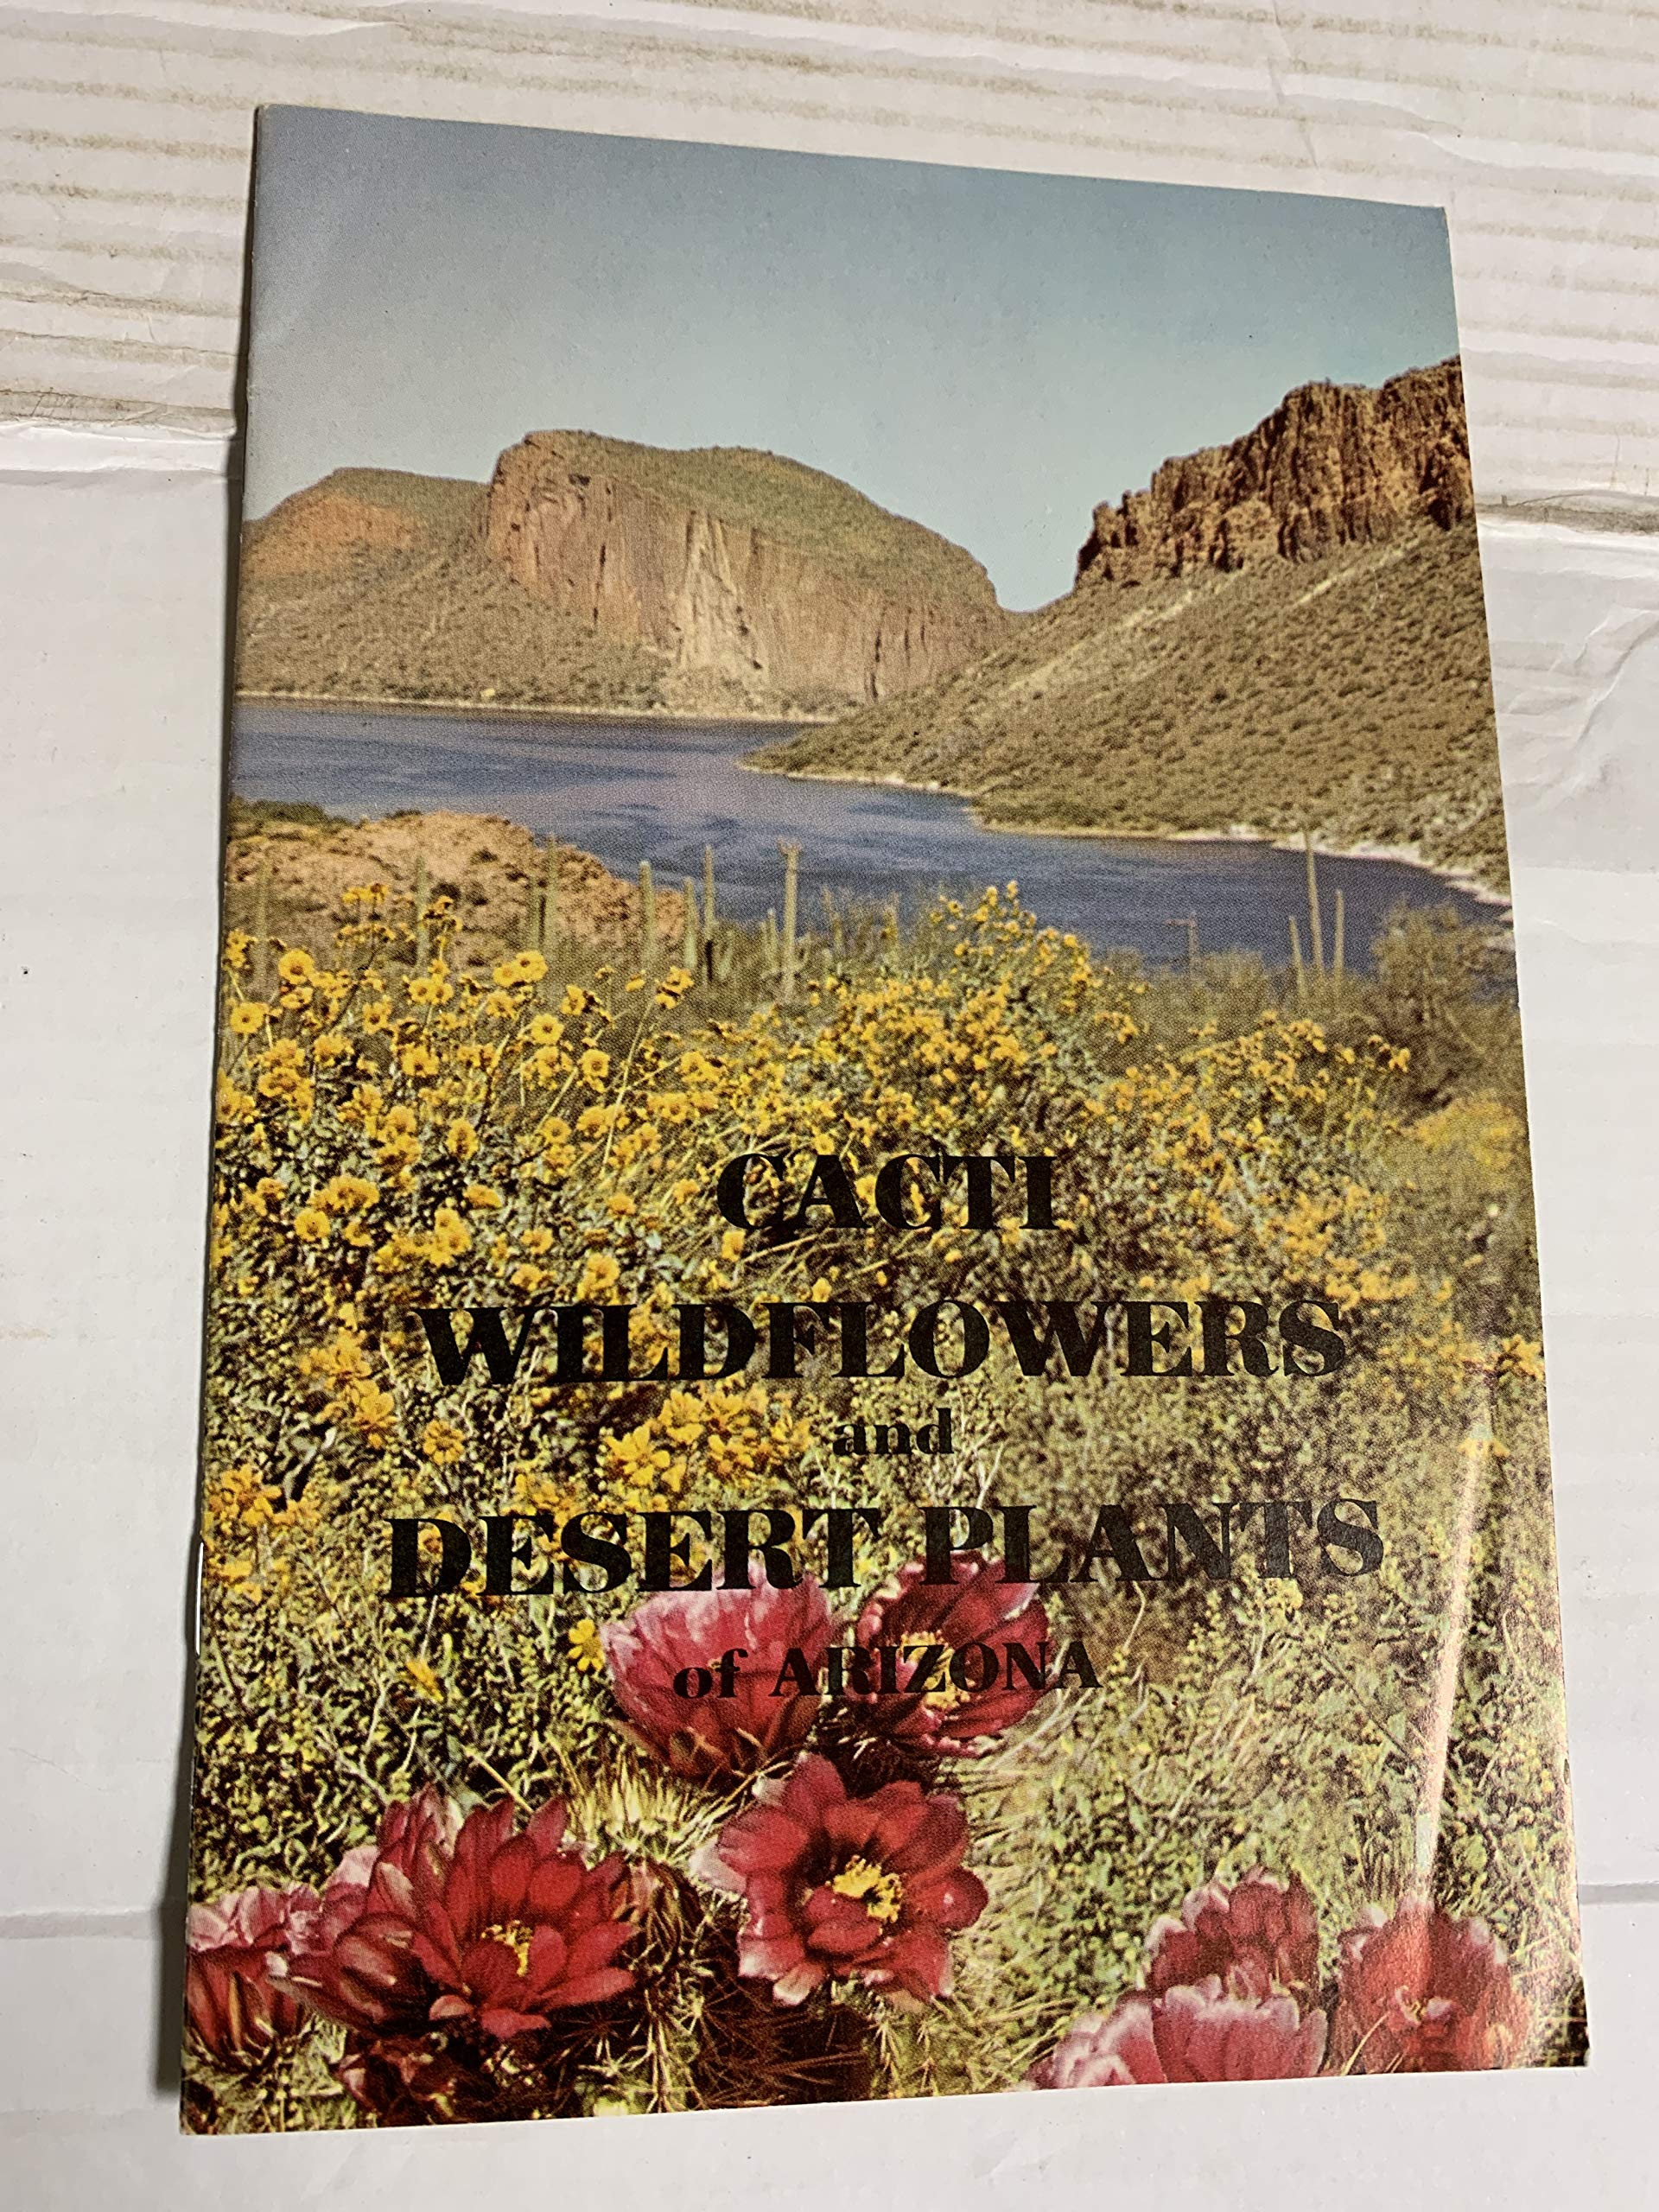 CACTI
WILDFLOWERS
and
DESERT PLANTS
of ARIZONA